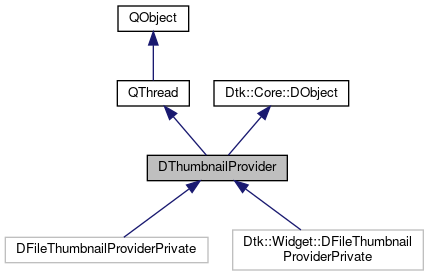 QObject
QThread
Dtk::Core::DObject
DThumbnailProvider
DFileThumbnailProviderPrivate
Dtk::Widget::DFileThumbnail
ProviderPrivate